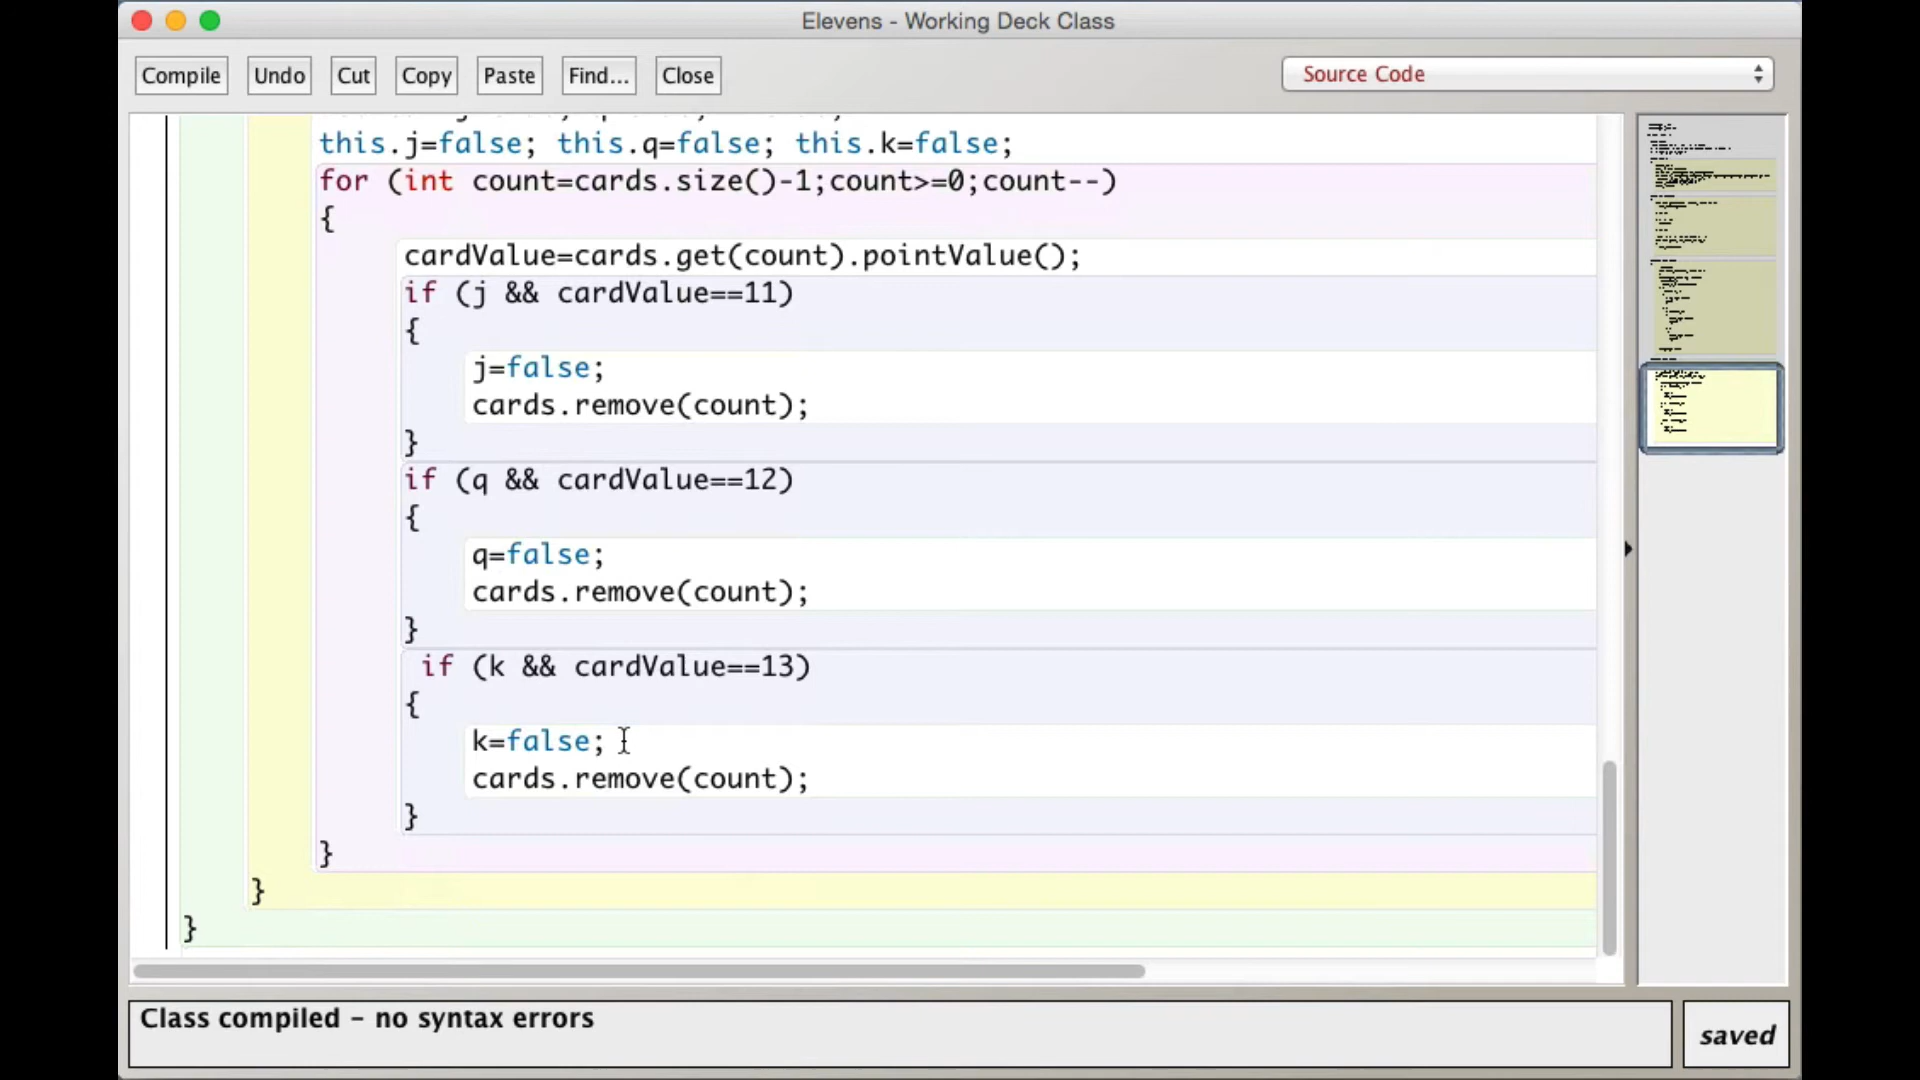 Elevens - Working Deck Class
Compile Undo Cut Copy Paste Find... Close Source Code
this.j=false; this.q=false; this.k=false;
for (int count=cards.size()-1;count>=0;count--)
{
cardValue=cards.get(count).pointValue();
if (j && cardValue==11)
{
j=false;
cards.remove(count);
}
if (q && cardValue==12)
{
q=false;
cards.remove(count);
}
if (k && cardValue==13)
{
k=false;
cards.remove(count);
}
}
}
}
Class compiled - no syntax errors
saved